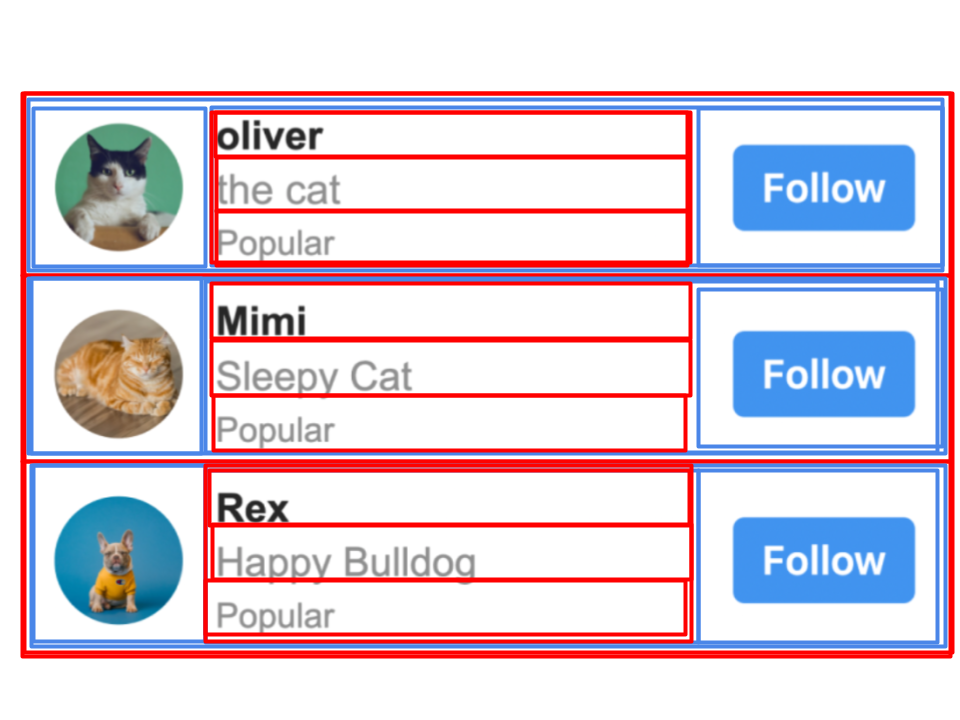 oliver
the cat
Popular
Follow
Mimi
Sleepy Cat
Popular
Follow
Rex
Happy Bulldog
Popular
Follow